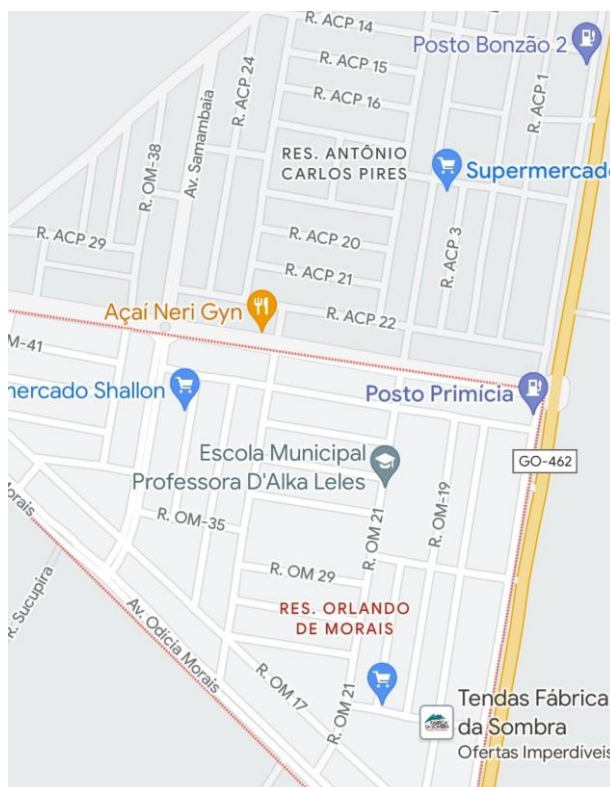 R. ACP 14
Posto Bonzão 2
R. ACP 15
R. ACP 24
R. ACP 1
R. ACP 16
Av. Samambaia
R. OM-38
RES. ANTÔNIO
CARLOS PIRES
Supermercado
R. ACP 29
R. ACP 20
R. ACP 3
R. ACP 21
Açaí Neri Gyn
R. ACP 22
M-41
mercado Shallon
Posto Primícia
Escola Municipal
Professora D'Alka Leles
GO-462
R. OM-19
R. OM-35
R. OM 21
Morais
R. OM 29
R. Sucupira
RES. ORLANDO
DE MORAIS
Av. Odicia Morais
R. OM 17
R. OM 21
Tendas Fábrica
da Sombra
Ofertas Imperdíveis